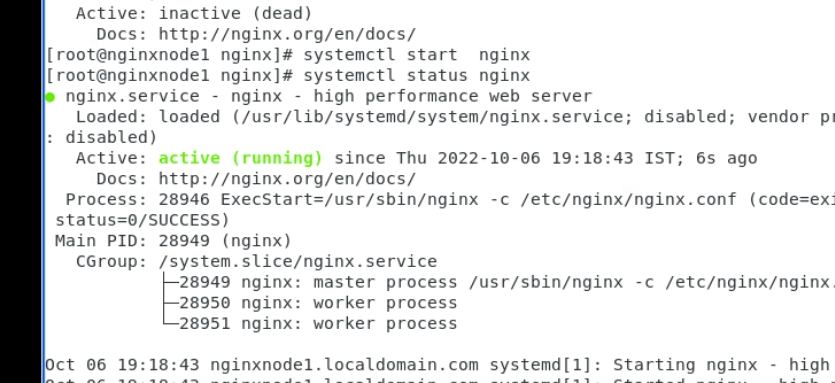 Active: inactive (dead)
Docs: http://nginx.org/en/docs/
[root@nginxnode1 nginx]# systemctl start  nginx
[root@nginxnode1 nginx]# systemctl status nginx
● nginx.service - nginx - high performance web server
Loaded: loaded (/usr/lib/systemd/system/nginx.service; disabled; vendor pr
: disabled)
Active: active (running) since Thu 2022-10-06 19:18:43 IST; 6s ago
Docs: http://nginx.org/en/docs/
Process: 28946 ExecStart=/usr/sbin/nginx -c /etc/nginx/nginx.conf (code=exi
status=0/SUCCESS)
Main PID: 28949 (nginx)
CGroup: /system.slice/nginx.service
├─28949 nginx: master process /usr/sbin/nginx -c /etc/nginx/nginx.
├─28950 nginx: worker process
└─28951 nginx: worker process
Oct 06 19:18:43 nginxnode1.localdomain.com systemd[1]: Starting nginx - high